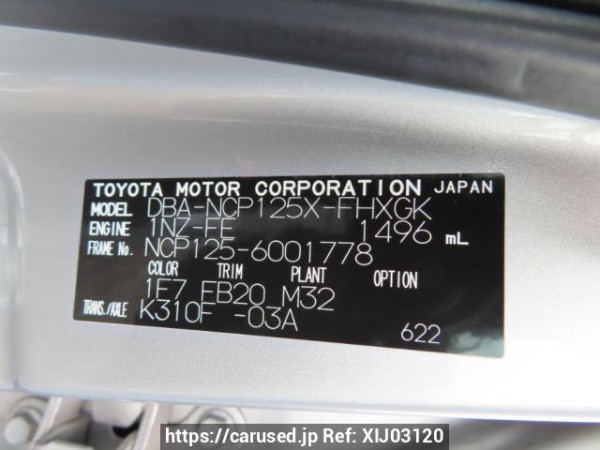 TOYOTA MOTOR CORPORATION JAPAN
MODEL DBA-NCP125X-FHXGK
ENGINE 1NZ-FE 1496 mL
FRAME No. NCP125-6001778
COLOR TRIM PLANT OPTION
1F7 FB20 M32
TRANS./AXLE K310F -03A
622
https://carused.jp Ref: XIJ03120